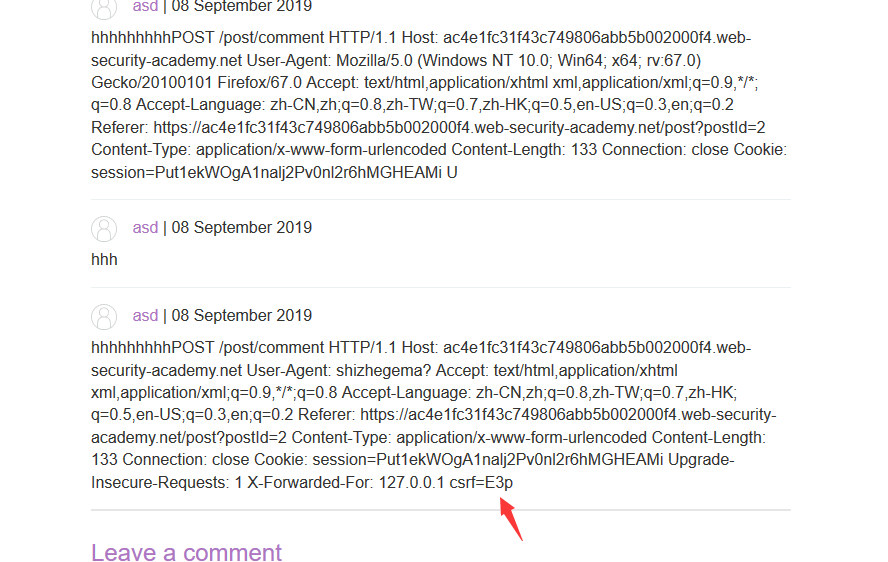 asd | 08 September 2019
hhhhhhhhhPOST /post/comment HTTP/1.1 Host: ac4e1fc31f43c749806abb5b002000f4.web-
security-academy.net User-Agent: Mozilla/5.0 (Windows NT 10.0; Win64; x64; rv:67.0)
Gecko/20100101 Firefox/67.0 Accept: text/html,application/xhtml xml,application/xml;q=0.9,*/*;
q=0.8 Accept-Language: zh-CN,zh;q=0.8,zh-TW;q=0.7,zh-HK;q=0.5,en-US;q=0.3,en;q=0.2
Referer: https://ac4e1fc31f43c749806abb5b002000f4.web-security-academy.net/post?postId=2
Content-Type: application/x-www-form-urlencoded Content-Length: 133 Connection: close Cookie:
session=Put1ekWOgA1nalj2Pv0nl2r6hMGHEAMi U
asd | 08 September 2019
hhh
asd | 08 September 2019
hhhhhhhhhPOST /post/comment HTTP/1.1 Host: ac4e1fc31f43c749806abb5b002000f4.web-
security-academy.net User-Agent: shizhegema? Accept: text/html,application/xhtml
xml,application/xml;q=0.9,*/*;q=0.8 Accept-Language: zh-CN,zh;q=0.8,zh-TW;q=0.7,zh-HK;
q=0.5,en-US;q=0.3,en;q=0.2 Referer: https://ac4e1fc31f43c749806abb5b002000f4.web-security-
academy.net/post?postId=2 Content-Type: application/x-www-form-urlencoded Content-Length:
133 Connection: close Cookie: session=Put1ekWOgA1nalj2Pv0nl2r6hMGHEAMi Upgrade-
Insecure-Requests: 1 X-Forwarded-For: 127.0.0.1 csrf=E3p
Leave a comment